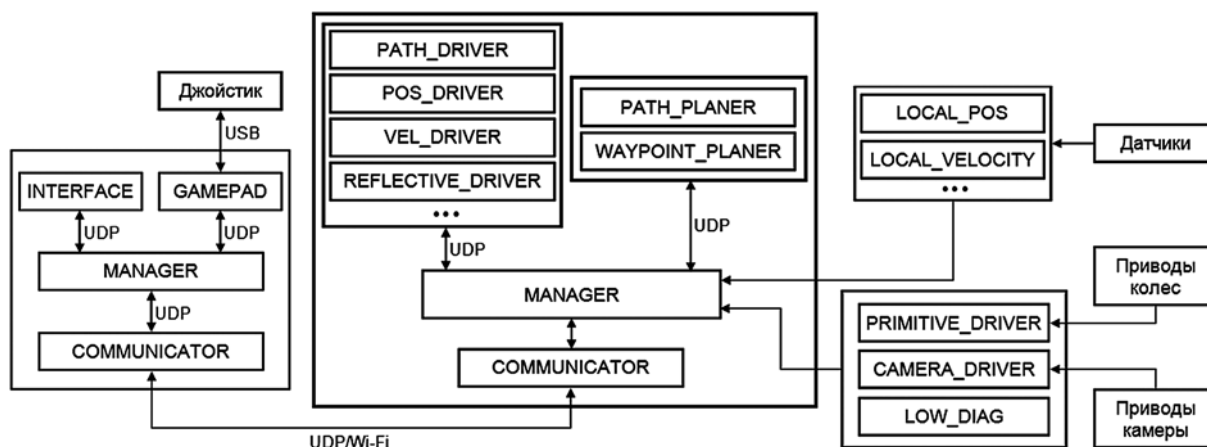 Джойстик
USB
INTERFACE
GAMEPAD
UDP
UDP
MANAGER
UDP
COMMUNICATOR
PATH_DRIVER
POS_DRIVER
VEL_DRIVER
REFLECTIVE_DRIVER
•••
PATH_PLANER
WAYPOINT_PLANER
UDP
UDP
MANAGER
COMMUNICATOR
UDP/Wi-Fi
LOCAL_POS
LOCAL_VELOCITY
•••
Датчики
PRIMITIVE_DRIVER
CAMERA_DRIVER
LOW_DIAG
Приводы
колес
Приводы
камеры